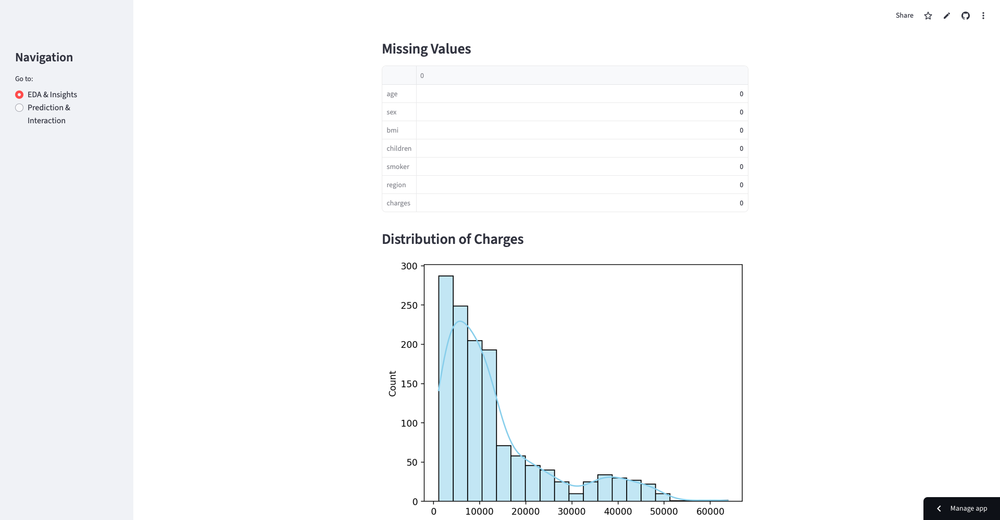 Share
Navigation
Go to:
EDA & Insights
Prediction &
Interaction
Missing Values
0
age 0
sex 0
bmi 0
children 0
smoker 0
region 0
charges 0
Distribution of Charges
300
250
200
150
100
50
0
Count
0 10000 20000 30000 40000 50000 60000
Manage app